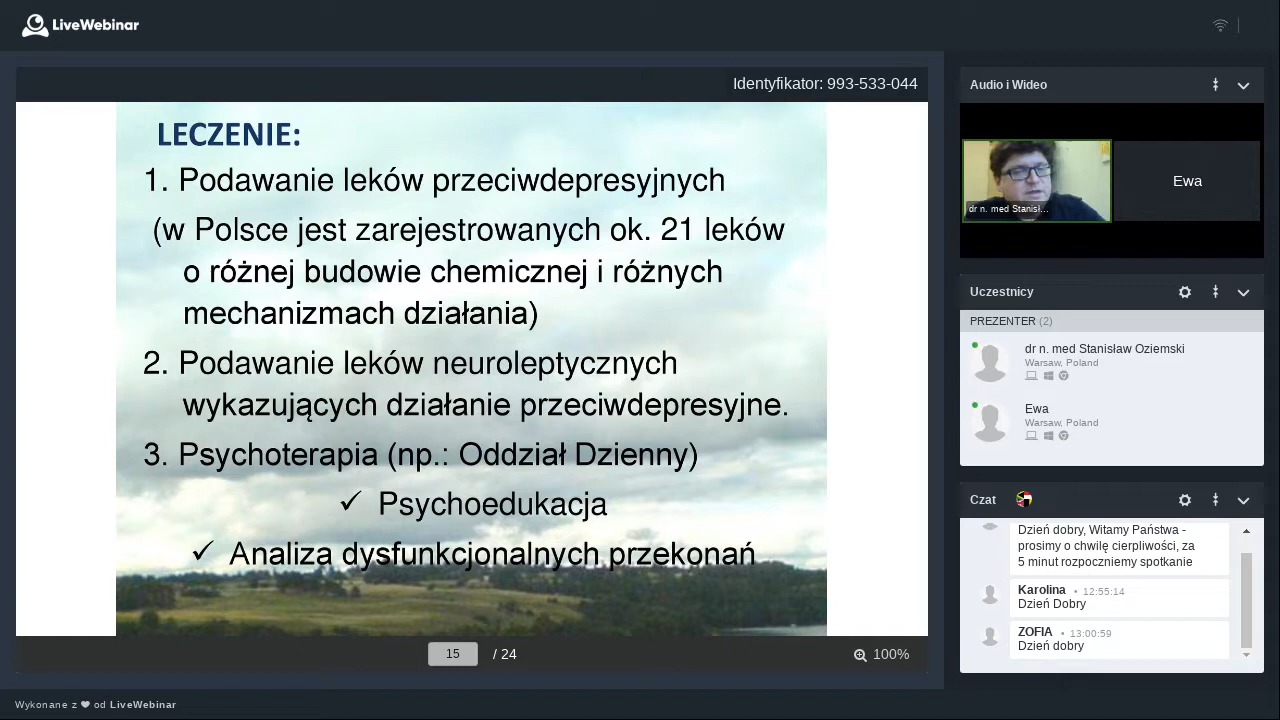 LiveWebinar
Identyfikator: 993-533-044
LECZENIE:
1. Podawanie leków przeciwdepresyjnych
(w Polsce jest zarejestrowanych ok. 21 leków
o różnej budowie chemicznej i różnych
mechanizmach działania)
2. Podawanie leków neuroleptycznych
wykazujących działanie przeciwdepresyjne.
3. Psychoterapia (np.: Oddział Dzienny)
✓ Psychoedukacja
✓ Analiza dysfunkcjonalnych przekonań
15 / 24
100%
Audio i Wideo
dr n. med Stanisł...
Ewa
Uczestnicy
PREZENTER (2)
dr n. med Stanisław Oziemski
Warsaw, Poland
Ewa
Warsaw, Poland
Czat
Dzień dobry, Witamy Państwa -
prosimy o chwilę cierpliwości, za
5 minut rozpoczniemy spotkanie
Karolina • 12:55:14
Dzień Dobry
ZOFIA • 13:00:59
Dzień dobry
Wykonane z ❤ od LiveWebinar